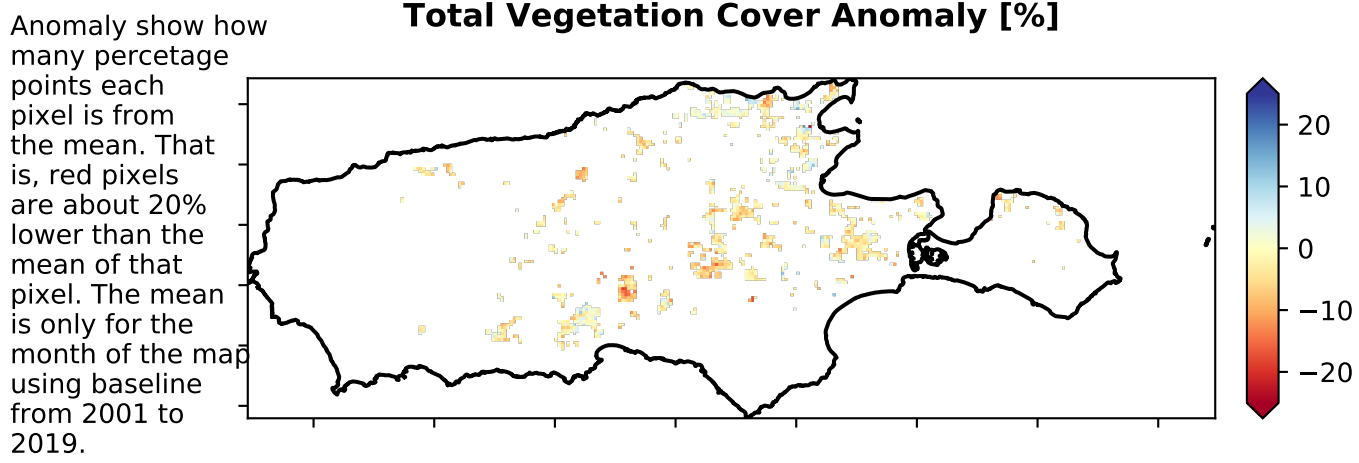 Total Vegetation Cover Anomaly [%]
Anomaly show how
many percetage
points each
pixel is from
the mean. That
is, red pixels
are about 20%
lower than the
mean of that
pixel. The mean
is only for the
month of the map
using baseline
from 2001 to
2019.
20
10
0
−10
−20